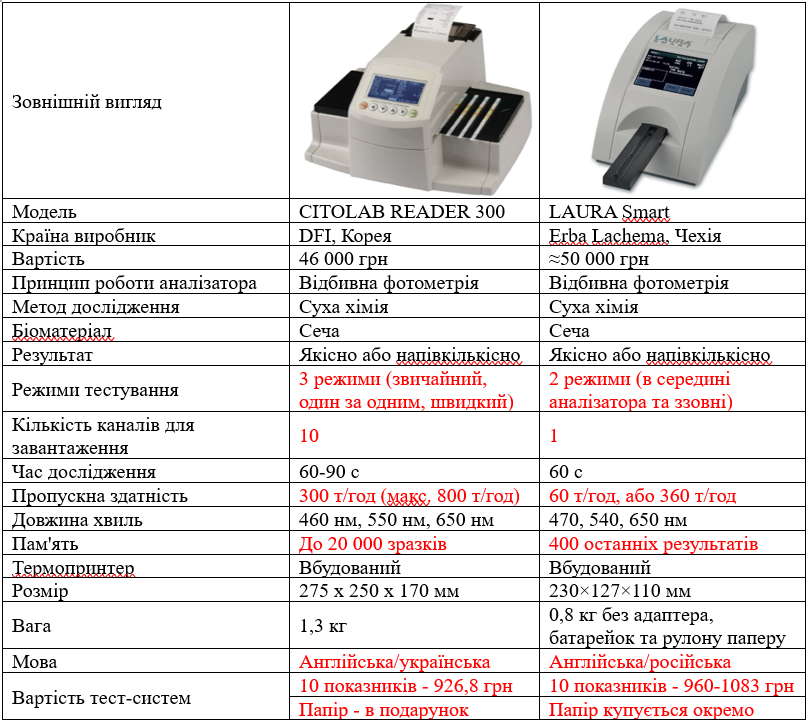 Зовнішній вигляд
LAURA
Модель CITOLAB READER 300 LAURA Smart
Країна виробник DFI, Корея Erba Lachema, Чехія
Вартість 46 000 грн ≈50 000 грн
Принцип роботи аналізатора Відбивна фотометрія Відбивна фотометрія
Метод дослідження Суха хімія Суха хімія
Біоматеріал Сеча Сеча
Результат Якісно або напівкількісно Якісно або напівкількісно
Режими тестування 3 режими (звичайний, 2 режими (в середині
один за одним, швидкий) аналізатора та ззовні)
Кількість каналів для
завантаження 10 1
Час дослідження 60-90 с 60 с
Пропускна здатність 300 т/год (макс. 800 т/год) 60 т/год, або 360 т/год
Довжина хвиль 460 нм, 550 нм, 650 нм 470, 540, 650 нм
Пам'ять До 20 000 зразків 400 останніх результатів
Термопринтер Вбудований Вбудований
Розмір 275 x 250 x 170 мм 230×127×110 мм
Вага 1,3 кг 0,8 кг без адаптера,
батарейок та рулону паперу
Мова Англійська/українська Англійська/російська
Вартість тест-систем 10 показників - 926,8 грн 10 показників - 960-1083 грн
Папір - в подарунок Папір купується окремо